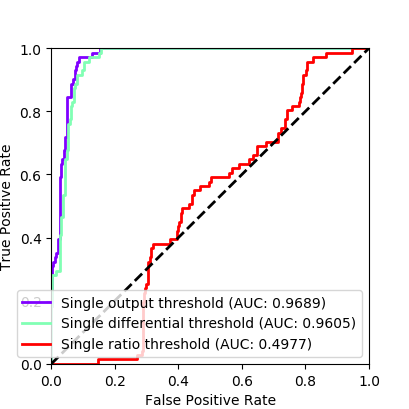 1.0
0.8
0.6
0.4
0.2
0.0
True Positive Rate
Single output threshold (AUC: 0.9689)
Single differential threshold (AUC: 0.9605)
Single ratio threshold (AUC: 0.4977)
0.0 0.2 0.4 0.6 0.8 1.0
False Positive Rate